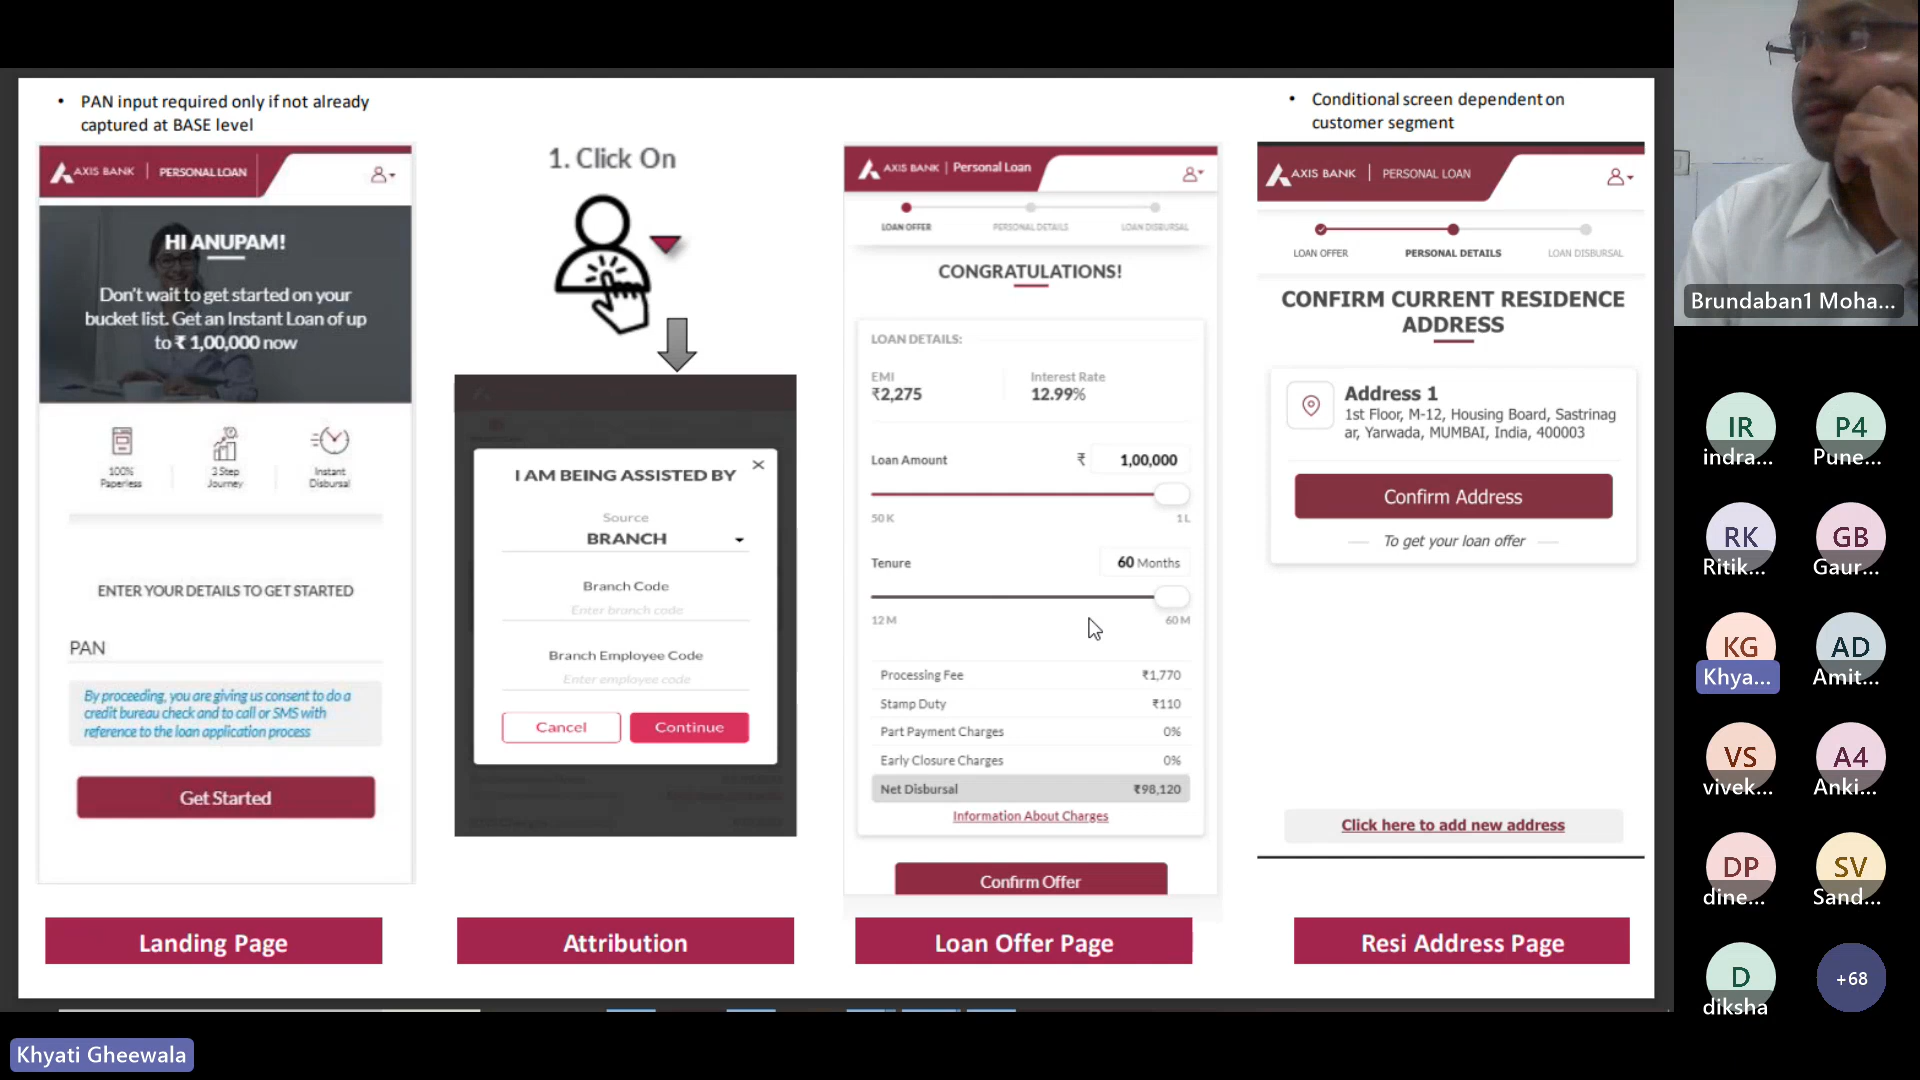 • PAN input required only if not already
captured at BASE level
AXIS BANK | PERSONAL LOAN
HI ANUPAM!
Don't wait to get started on your
bucket list. Get an Instant Loan of up
to ₹ 1,00,000 now
100%
Paperless
3 Step
Journey
Instant
Disbursal
ENTER YOUR DETAILS TO GET STARTED
PAN
By proceeding, you are giving us consent to do a
credit bureau check and to call or SMS with
reference to the loan application process
Get Started
Landing Page
1. Click On
I AM BEING ASSISTED BY
Source
BRANCH
Branch Code
Enter branch code
Branch Employee Code
Enter employee code
Cancel
Continue
Attribution
AXIS BANK | Personal Loan
LOAN OFFER
PERSONAL DETAILS
LOAN DISBURSAL
CONGRATULATIONS!
LOAN DETAILS:
EMI
₹2,275
Interest Rate
12.99%
Loan Amount ₹ 1,00,000
50 K 1 L
Tenure 60 Months
12 M 60 M
Processing Fee ₹1,770
Stamp Duty ₹110
Part Payment Charges 0%
Early Closure Charges 0%
Net Disbursal ₹98,120
Information About Charges
Confirm Offer
Loan Offer Page
• Conditional screen dependent on
customer segment
AXIS BANK | PERSONAL LOAN
LOAN OFFER
PERSONAL DETAILS
LOAN DISBURSAL
CONFIRM CURRENT RESIDENCE
ADDRESS
Address 1
1st Floor, M-12, Housing Board, Sastrinag
ar, Yarwada, MUMBAI, India, 400003
Confirm Address
To get your loan offer
Click here to add new address
Resi Address Page
Brundaban1 Moha...
IR
indra...
P4
Pune...
RK
Ritik...
GB
Gaur...
KG
Khya...
AD
Amit...
VS
vivek...
A4
Anki...
DP
dine...
SV
Sand...
D
diksha
+68
Khyati Gheewala